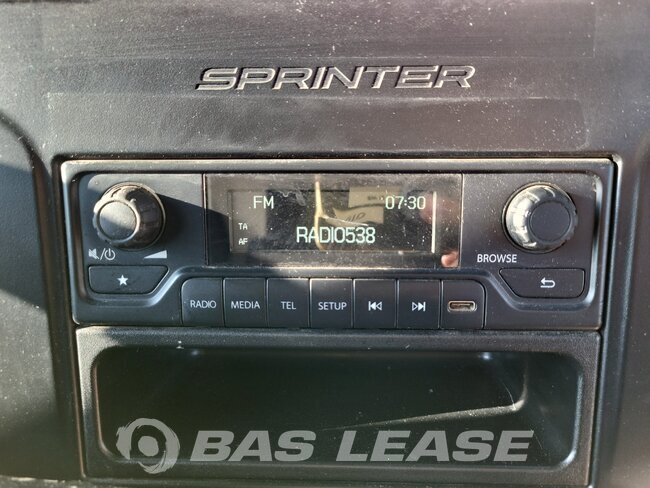 SPRINTER
FM 07:30
TA
RADIO538
AF
BROWSE
RADIO MEDIA TEL SETUP
BAS LEASE